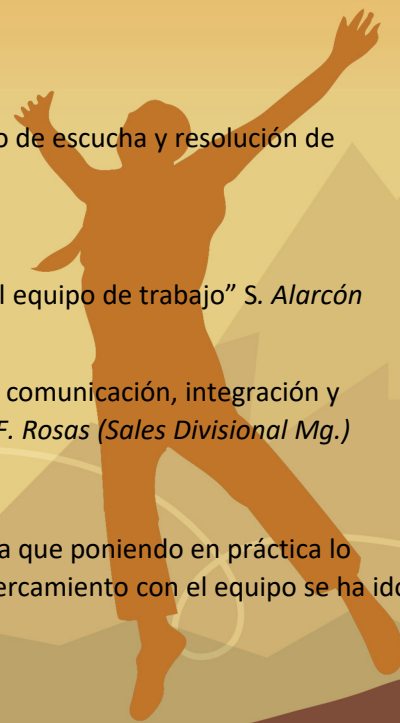 o de escucha y resolución de
l equipo de trabajo” S. Alarcón
comunicación, integración y
F. Rosas (Sales Divisional Mg.)
a que poniendo en práctica lo
ercamiento con el equipo se ha ido